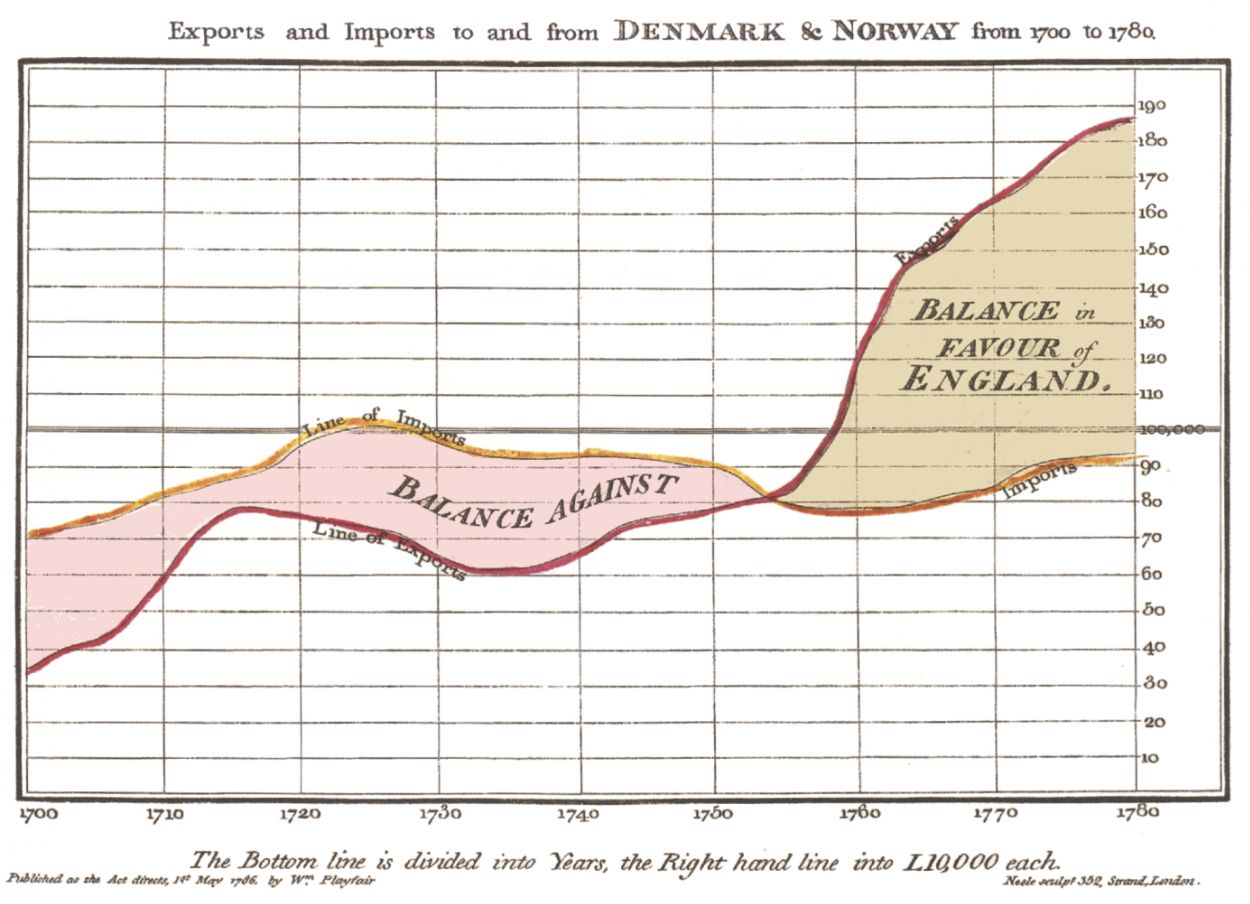 Exports and Imports to and from DENMARK & NORWAY from 1700 to 1780.
190
180
170
160
150
140
130
120
110
100,000
90
80
70
60
50
40
30
20
10
Exports
BALANCE in
FAVOUR of
ENGLAND.
Line of Imports
Imports
BALANCE AGAINST
Line of Exports
1700 1710 1720 1730 1740 1750 1760 1770 1780
The Bottom line is divided into Years, the Right hand line into L10,000 each.
Published as the Act directs, 1st May 1786, by Wm Playfair
Neele sculpt 352, Strand, London.